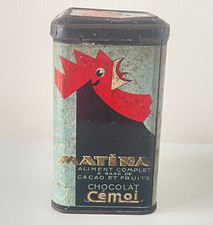 MATINA
ALIMENT COMPLET
A BASE DE
CACAO ET FRUITS
CHOCOLAT
Cemoi